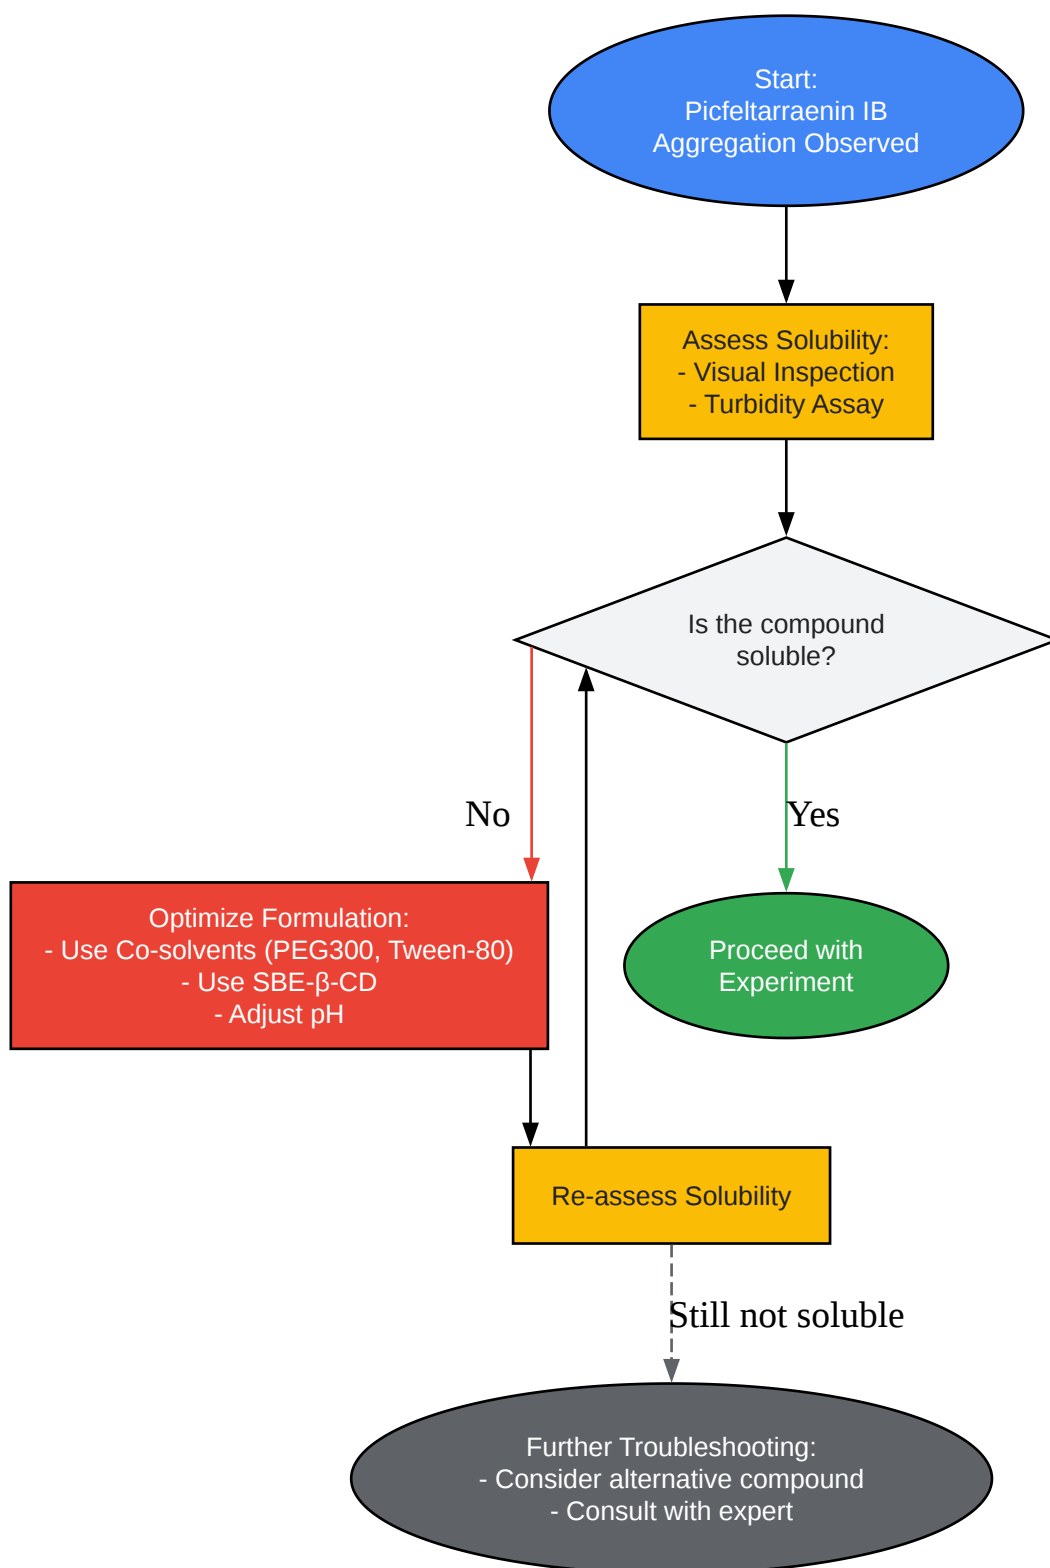 Start:
Picfeltarraenin IB
Aggregation Observed
Assess Solubility:
- Visual Inspection
- Turbidity Assay
Is the compound
soluble?
No
Yes
Optimize Formulation:
- Use Co-solvents (PEG300, Tween-80)
- Use SBE-β-CD
- Adjust pH
Proceed with
Experiment
Re-assess Solubility
Still not soluble
Further Troubleshooting:
- Consider alternative compound
- Consult with expert